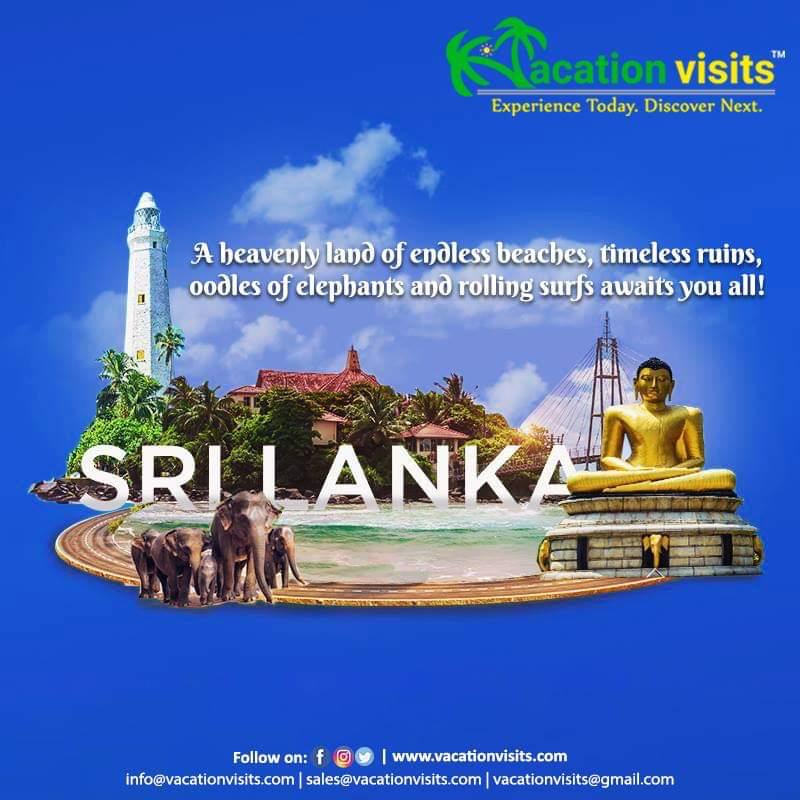 Vacation visits™
Experience Today. Discover Next.
A heavenly land of endless beaches, timeless ruins,
oodles of elephants and rolling surfs awaits you all!
SRI LANKA
Follow on: | www.vacationvisits.com
info@vacationvisits.com | sales@vacationvisits.com | vacationvisits@gmail.com